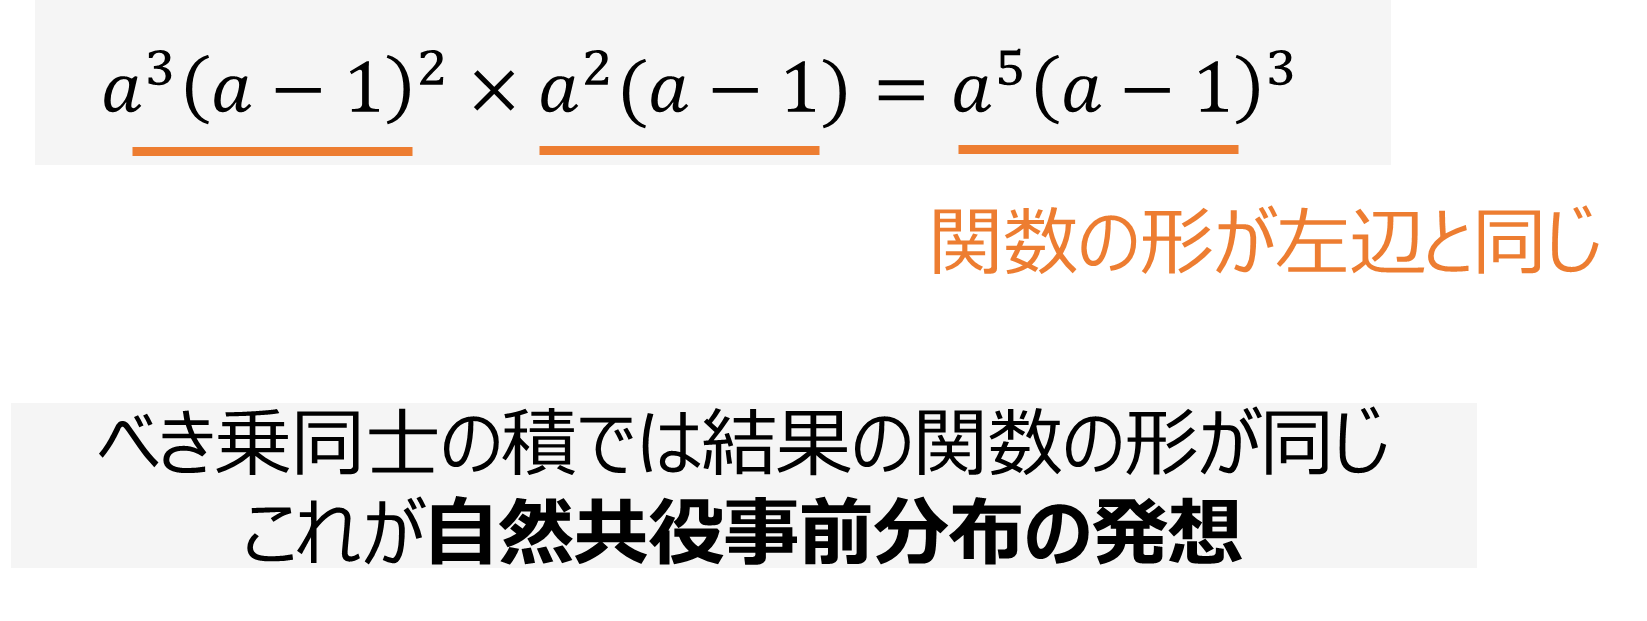 a³(a − 1)² × a²(a − 1) = a⁵(a − 1)³
関数の形が左辺と同じ
べき乗同士の積では結果の関数の形が同じ
これが自然共役事前分布の発想